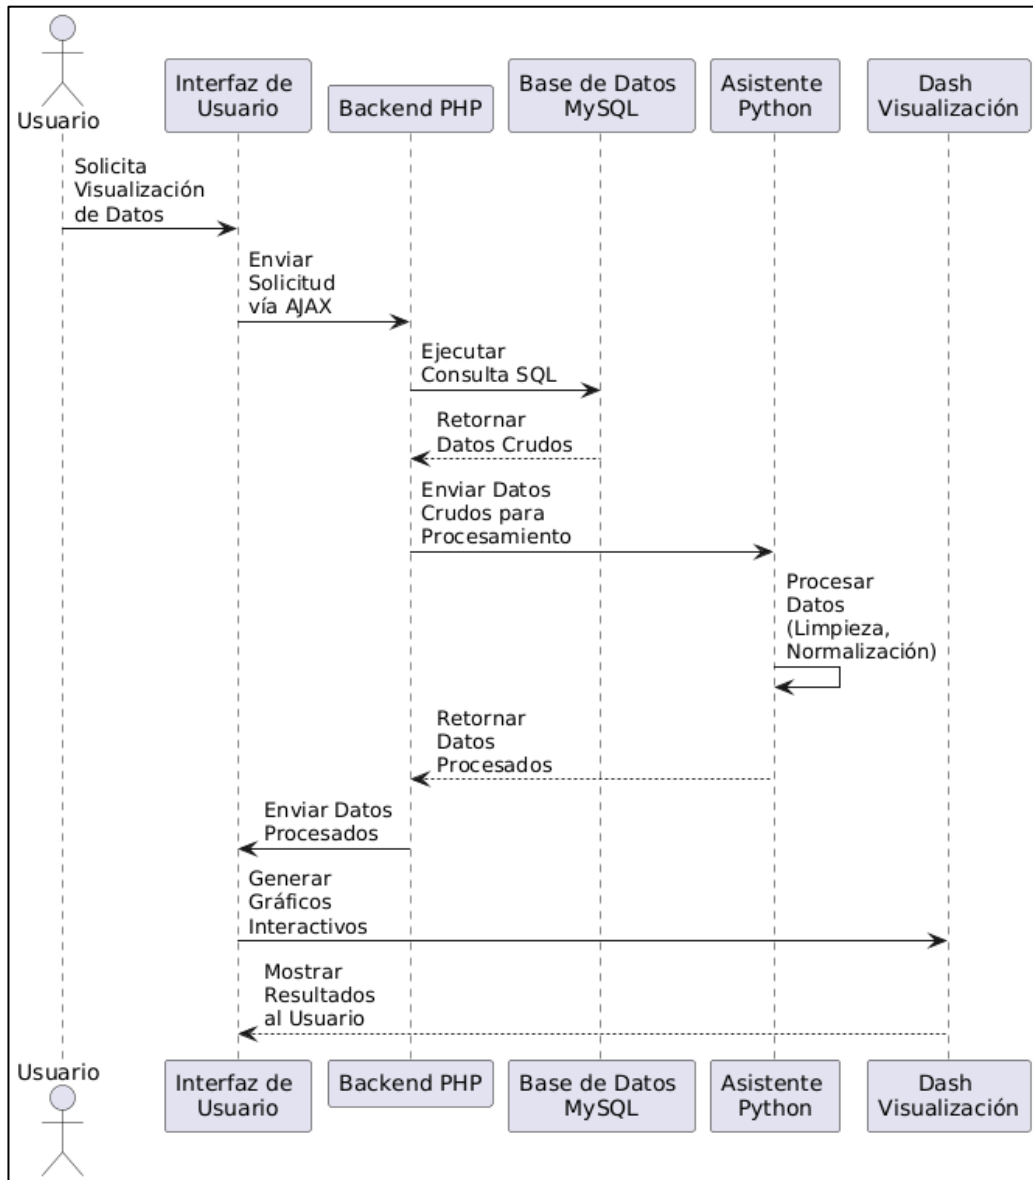 Usuario
Interfaz de
Usuario
Backend PHP
Base de Datos
MySQL
Asistente
Python
Dash
Visualización
Solicita
Visualización
de Datos
Enviar
Solicitud
vía AJAX
Ejecutar
Consulta SQL
Retornar
Datos Crudos
Enviar Datos
Crudos para
Procesamiento
Procesar
Datos
(Limpieza,
Normalización)
Retornar
Datos
Procesados
Enviar Datos
Procesados
Generar
Gráficos
Interactivos
Mostrar
Resultados
al Usuario
Usuario
Interfaz de
Usuario
Backend PHP
Base de Datos
MySQL
Asistente
Python
Dash
Visualización